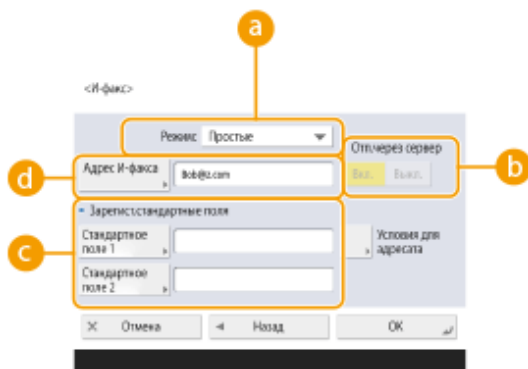 a
<И-факс>
Режим: Простые
Отп.через сервер
Вкл. Выкл.
b
d
Адрес И-факса
Bob@z.com
Зарегист.стандартные поля
c
Стандартное
поле 1
Условия для
адресата
Стандартное
поле 2
Отмена
Назад
OK